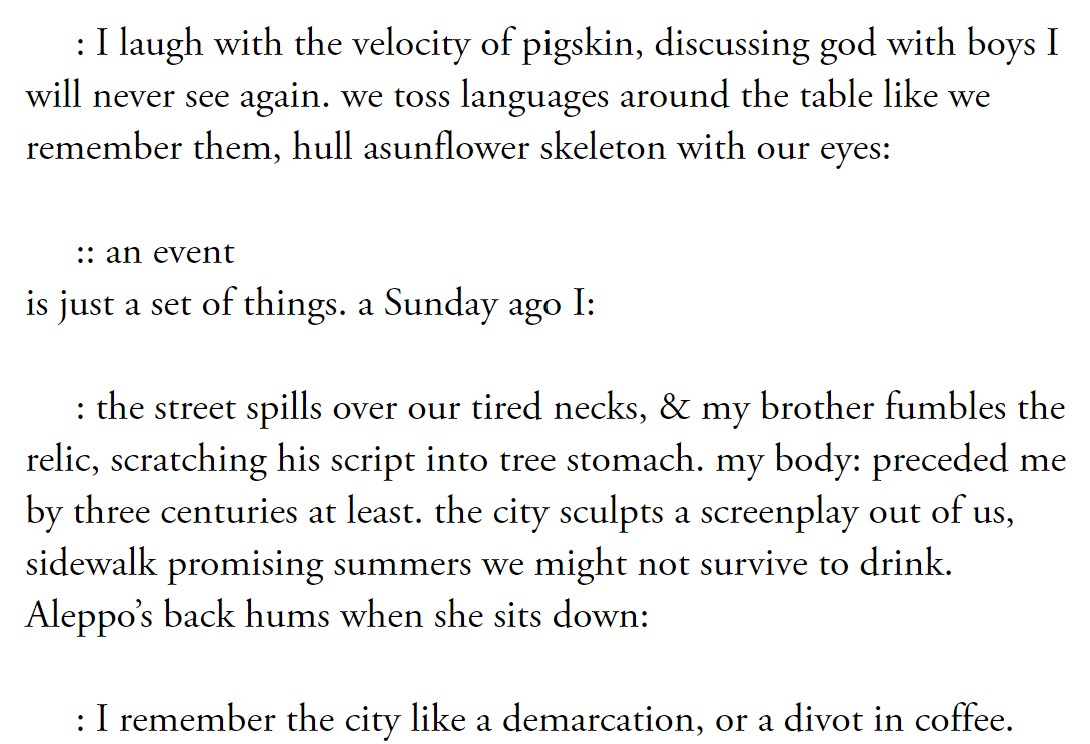 : I laugh with the velocity of pigskin, discussing god with boys I
will never see again. we toss languages around the table like we
remember them, hull asunflower skeleton with our eyes:
:: an event
is just a set of things. a Sunday ago I:
: the street spills over our tired necks, & my brother fumbles the
relic, scratching his script into tree stomach. my body: preceded me
by three centuries at least. the city sculpts a screenplay out of us,
sidewalk promising summers we might not survive to drink.
Aleppo’s back hums when she sits down:
: I remember the city like a demarcation, or a divot in coffee.